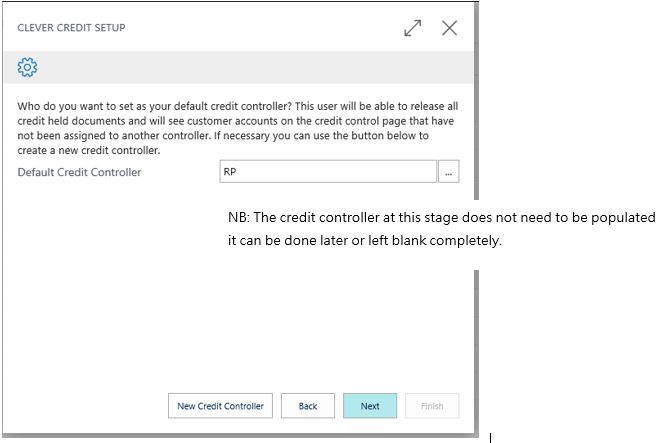 CLEVER CREDIT SETUP
Who do you want to set as your default credit controller? This user will be able to release all
credit held documents and will see customer accounts on the credit control page that have
not been assigned to another controller. If necessary you can use the button below to
create a new credit controller.
Default Credit Controller RP ...
NB: The credit controller at this stage does not need to be populated
it can be done later or left blank completely.
New Credit Controller Back Next Finish